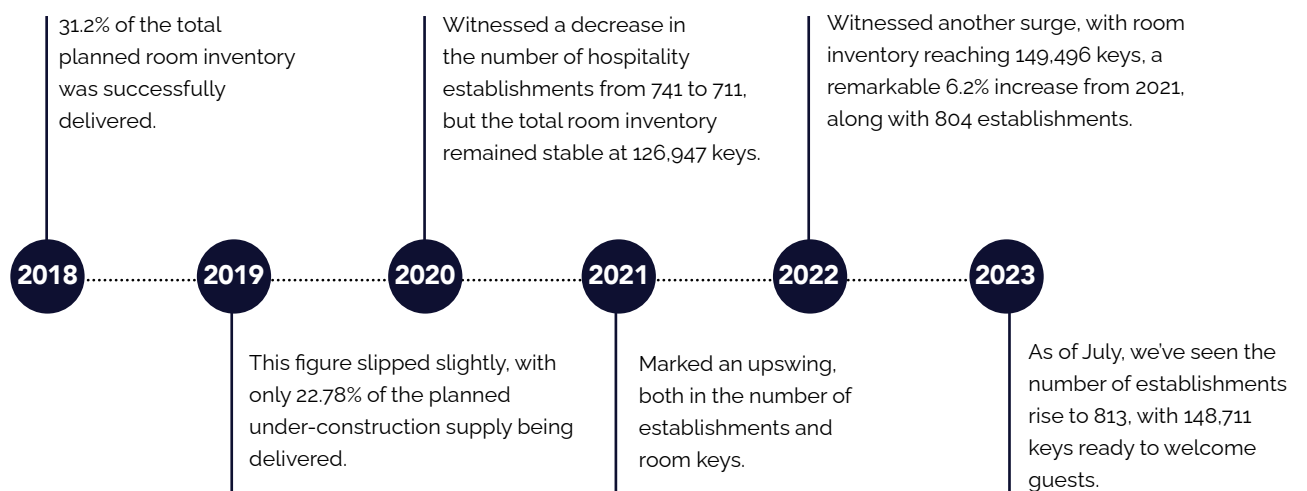 31.2% of the total
planned room inventory
was successfully
delivered.
Witnessed a decrease in
the number of hospitality
establishments from 741 to 711,
but the total room inventory
remained stable at 126,947 keys.
Witnessed another surge, with room
inventory reaching 149,496 keys, a
remarkable 6.2% increase from 2021,
along with 804 establishments.
2018
2019
2020
2021
2022
2023
This figure slipped slightly, with
only 22.78% of the planned
under-construction supply being
delivered.
Marked an upswing,
both in the number of
establishments and
room keys.
As of July, we’ve seen the
number of establishments
rise to 813, with 148,711
keys ready to welcome
guests.